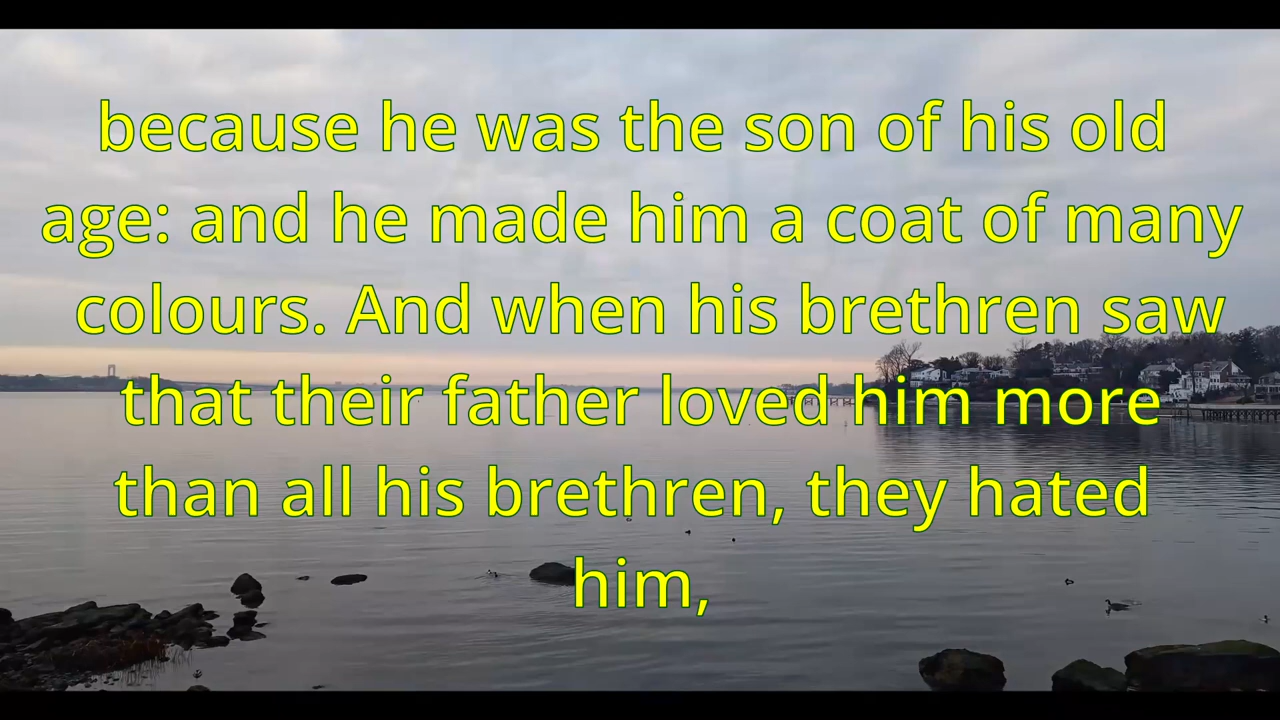 because he was the son of his old
age: and he made him a coat of many
colours. And when his brethren saw
that their father loved him more
than all his brethren, they hated
him,